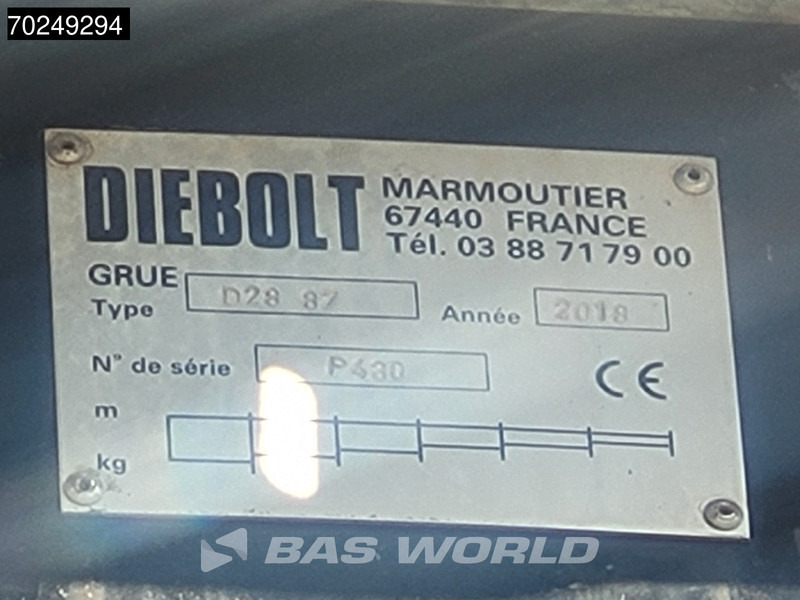 70249294
DIEBOLT
MARMOUTIER
67440 FRANCE
Tél. 03 88 71 79 00
GRUE
Type D28 87
Année 2018
N° de série P430
CE
m
kg
BAS WORLD